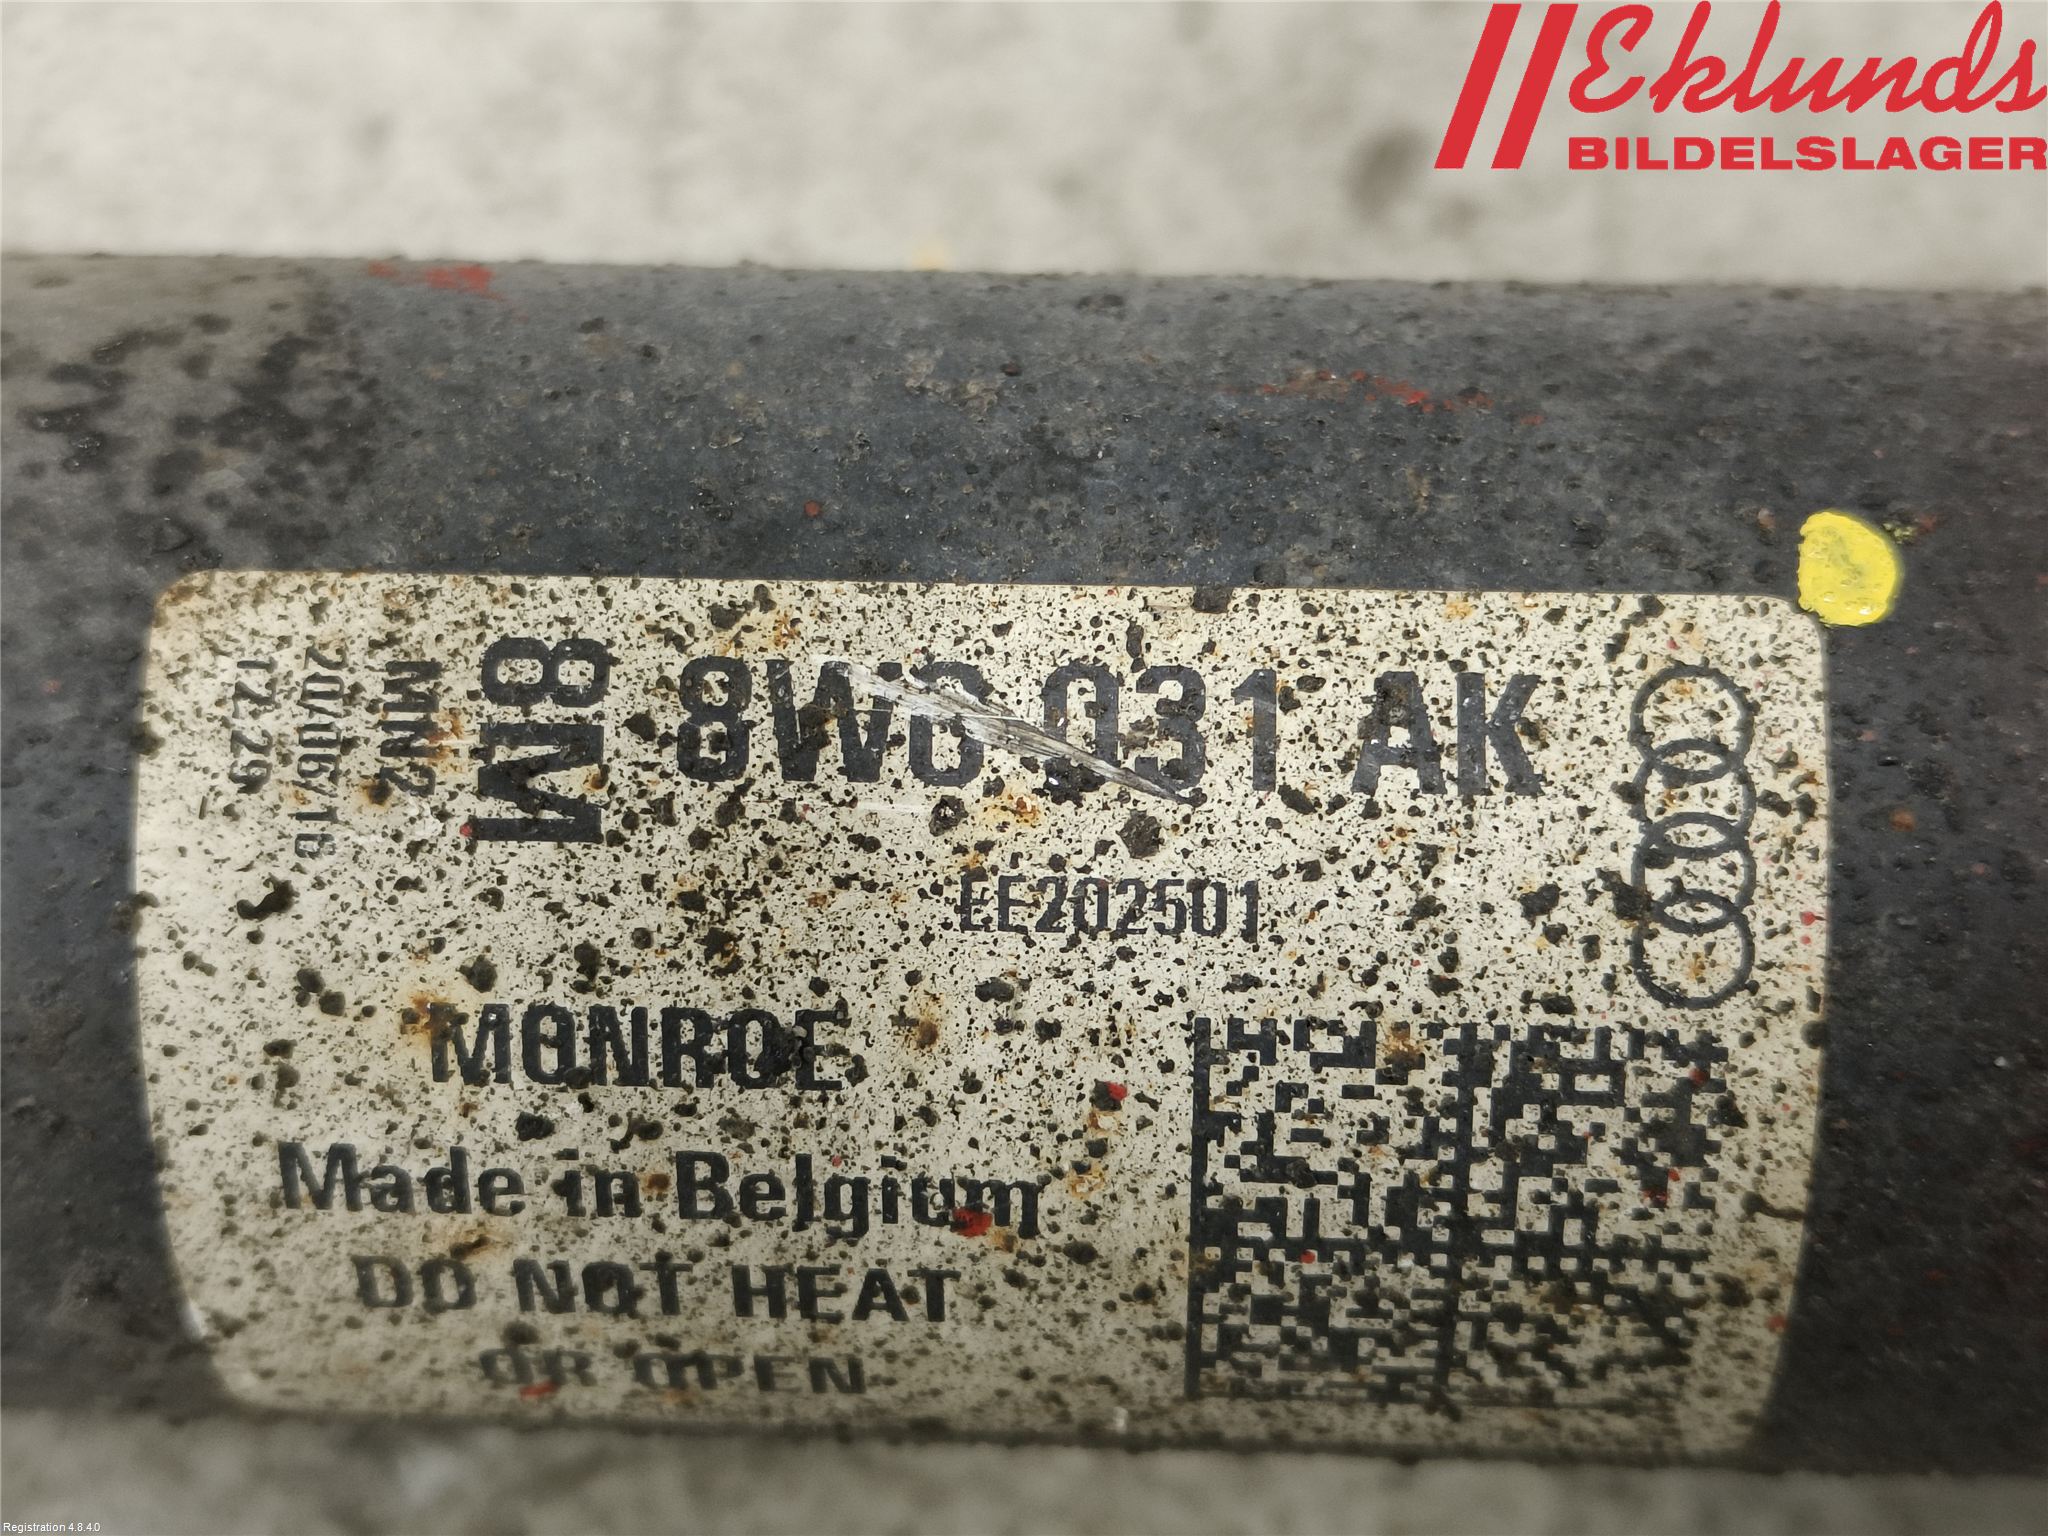 Eklunds
BILDELSLAGER
8W0 031 AK
EE202501
MONROE
Made in Belgium
DO NOT HEAT
OR OPEN
W8
MN2
20/06/18
12:29
Registration 4.8.4.0